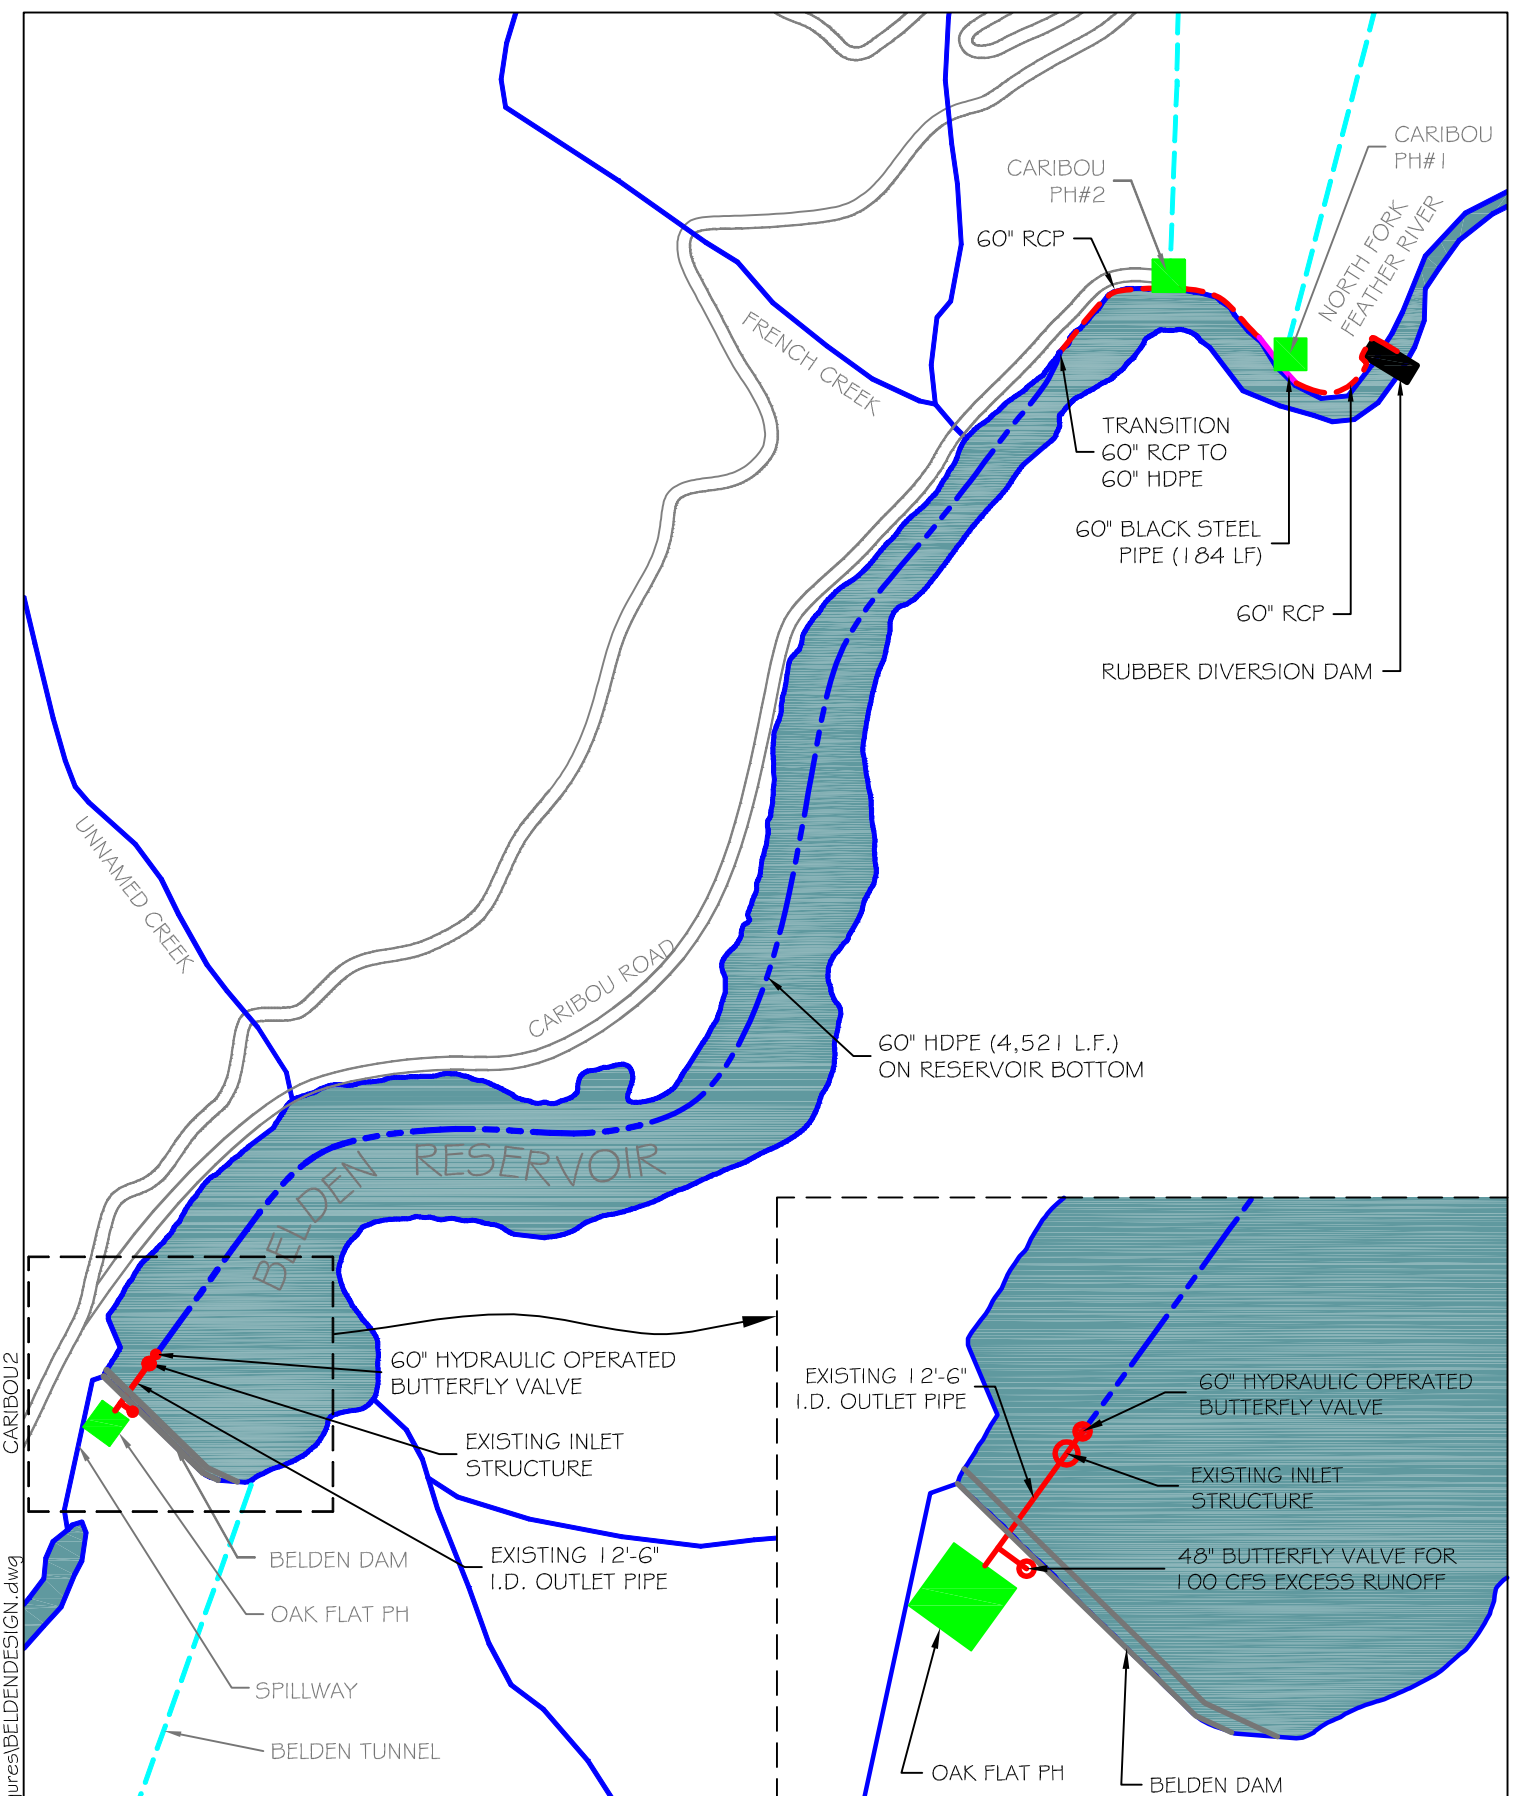 CARIBOU
PH#1
CARIBOU
PH#2
NORTH FORK
FEATHER RIVER
60" RCP
FRENCH CREEK
TRANSITION
60" RCP TO
60" HDPE
60" BLACK STEEL
PIPE (184 LF)
60" RCP
RUBBER DIVERSION DAM
UNNAMED CREEK
CARIBOU ROAD
60" HDPE (4,521 L.F.)
ON RESERVOIR BOTTOM
BELDEN RESERVOIR
60" HYDRAULIC OPERATED
BUTTERFLY VALVE
EXISTING INLET
STRUCTURE
EXISTING 12'-6"
I.D. OUTLET PIPE
BELDEN DAM
OAK FLAT PH
SPILLWAY
BELDEN TUNNEL
EXISTING 12'-6"
I.D. OUTLET PIPE
60" HYDRAULIC OPERATED
BUTTERFLY VALVE
EXISTING INLET
STRUCTURE
48" BUTTERFLY VALVE FOR
100 CFS EXCESS RUNOFF
OAK FLAT PH
BELDEN DAM
CARIBOU2
ures\BELDENDESIGN.dwg